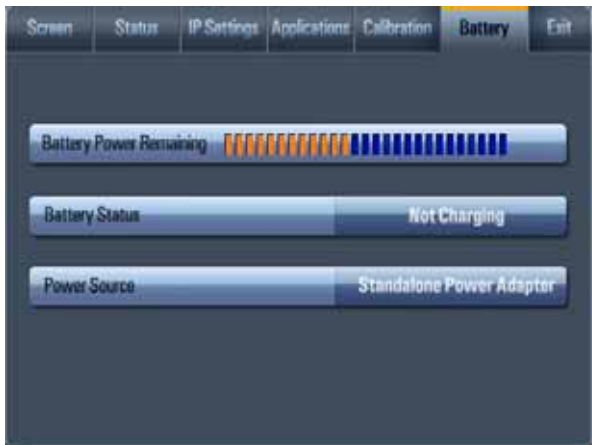 Screen Status IP Settings Applications Calibration Battery Exit
Battery Power Remaining
Battery Status Not Charging
Power Source Standalone Power Adapter